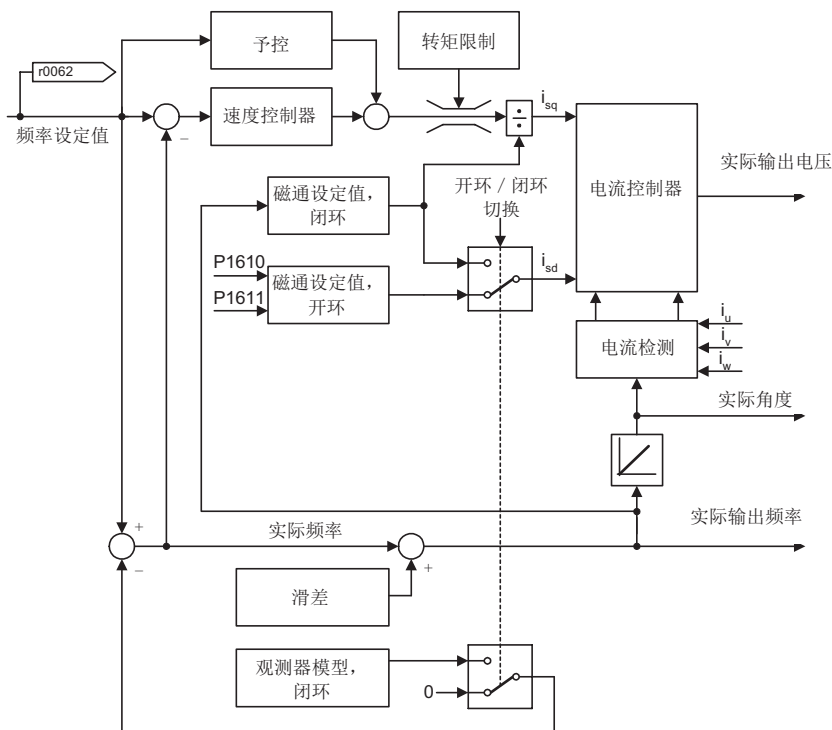 予控
转矩限制
r0062
速度控制器
÷
i_sq
频率设定值
−
电流控制器
实际输出电压
磁通设定值,
闭环
开环 / 闭环
切换
P1610
P1611
磁通设定值,
开环
i_sd
电流检测
i_u
i_v
i_w
实际角度
实际频率
实际输出频率
+
−
+
滑差
观测器模型,
闭环
0